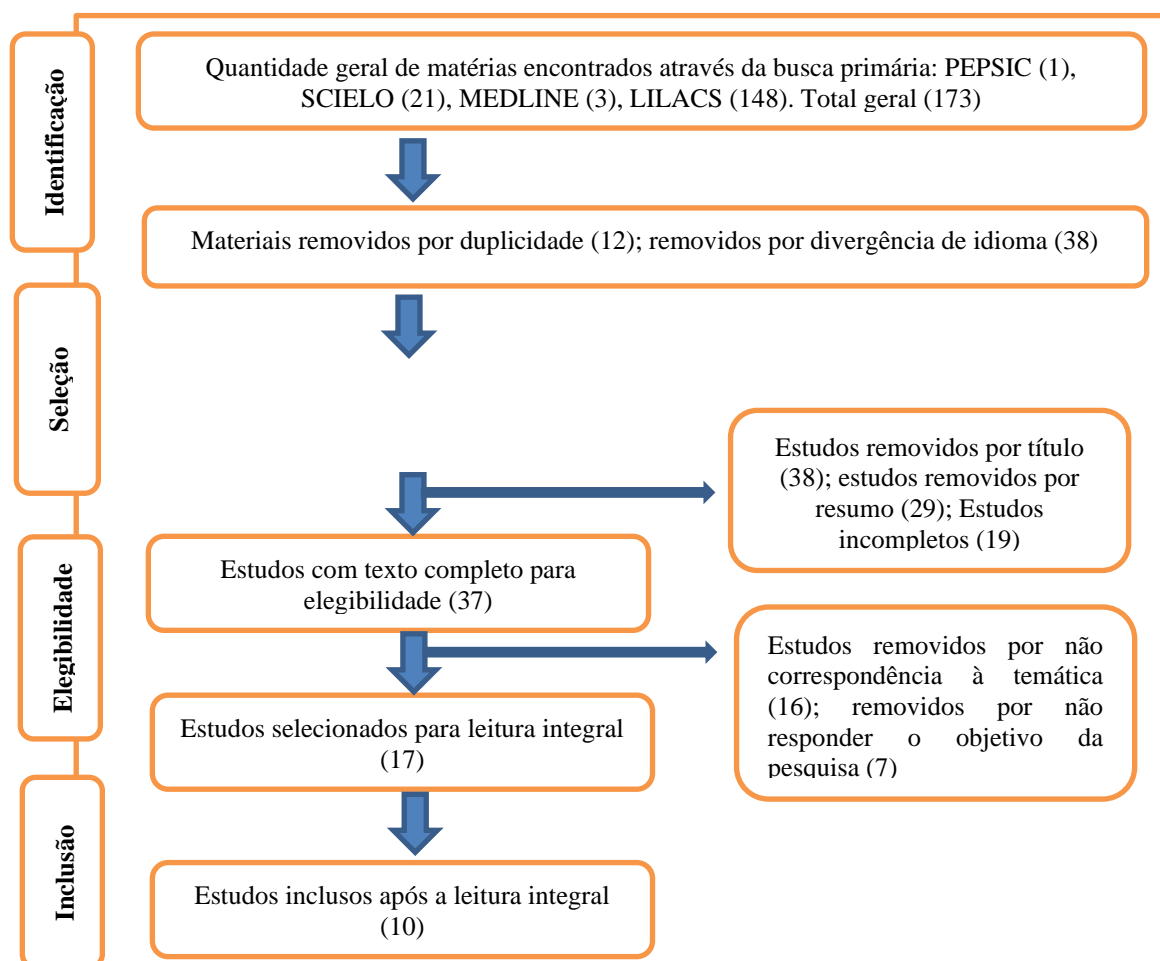 Identificação
Quantidade geral de matérias encontrados através da busca primária: PEPSIC (1),
SCIELO (21), MEDLINE (3), LILACS (148). Total geral (173)
Materiais removidos por duplicidade (12); removidos por divergência de idioma (38)
Seleção
Estudos removidos por título
(38); estudos removidos por
resumo (29); Estudos
incompletos (19)
Elegibilidade
Estudos com texto completo para
elegibilidade (37)
Estudos removidos por não
correspondência à temática
(16); removidos por não
responder o objetivo da
pesquisa (7)
Estudos selecionados para leitura integral
(17)
Inclusão
Estudos inclusos após a leitura integral
(10)